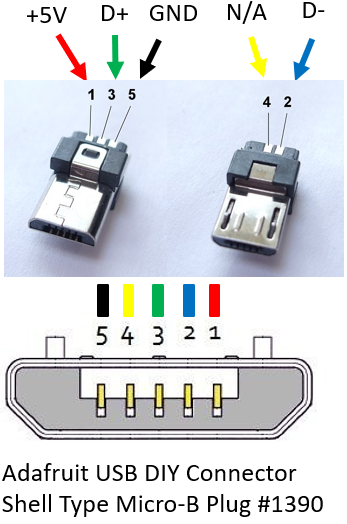 +5V D+ GND N/A D-
1 3 5 4 2
5 4 3 2 1
Adafruit USB DIY Connector
Shell Type Micro-B Plug #1390